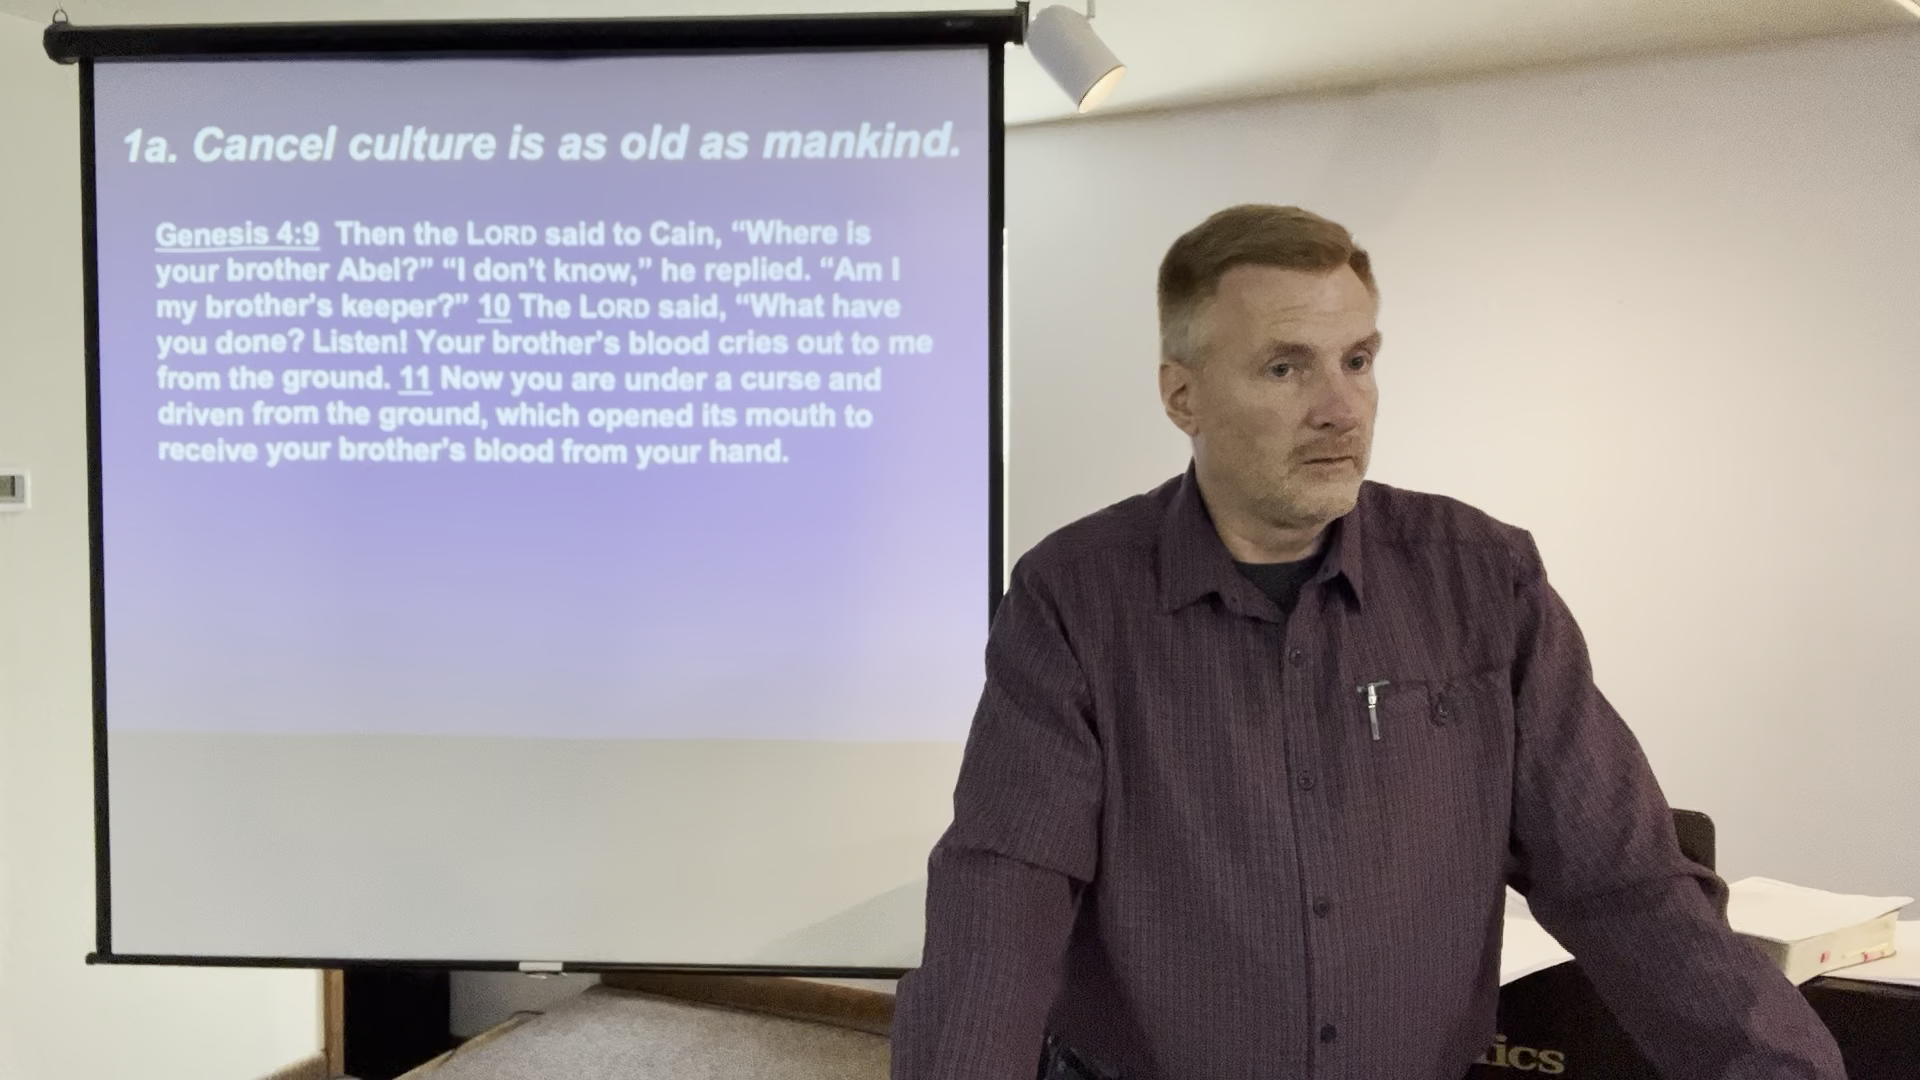 1a. Cancel culture is as old as mankind.
Genesis 4:9 Then the LORD said to Cain, “Where is
your brother Abel?” “I don’t know,” he replied. “Am I
my brother’s keeper?” 10 The LORD said, “What have
you done? Listen! Your brother’s blood cries out to me
from the ground. 11 Now you are under a curse and
driven from the ground, which opened its mouth to
receive your brother’s blood from your hand.